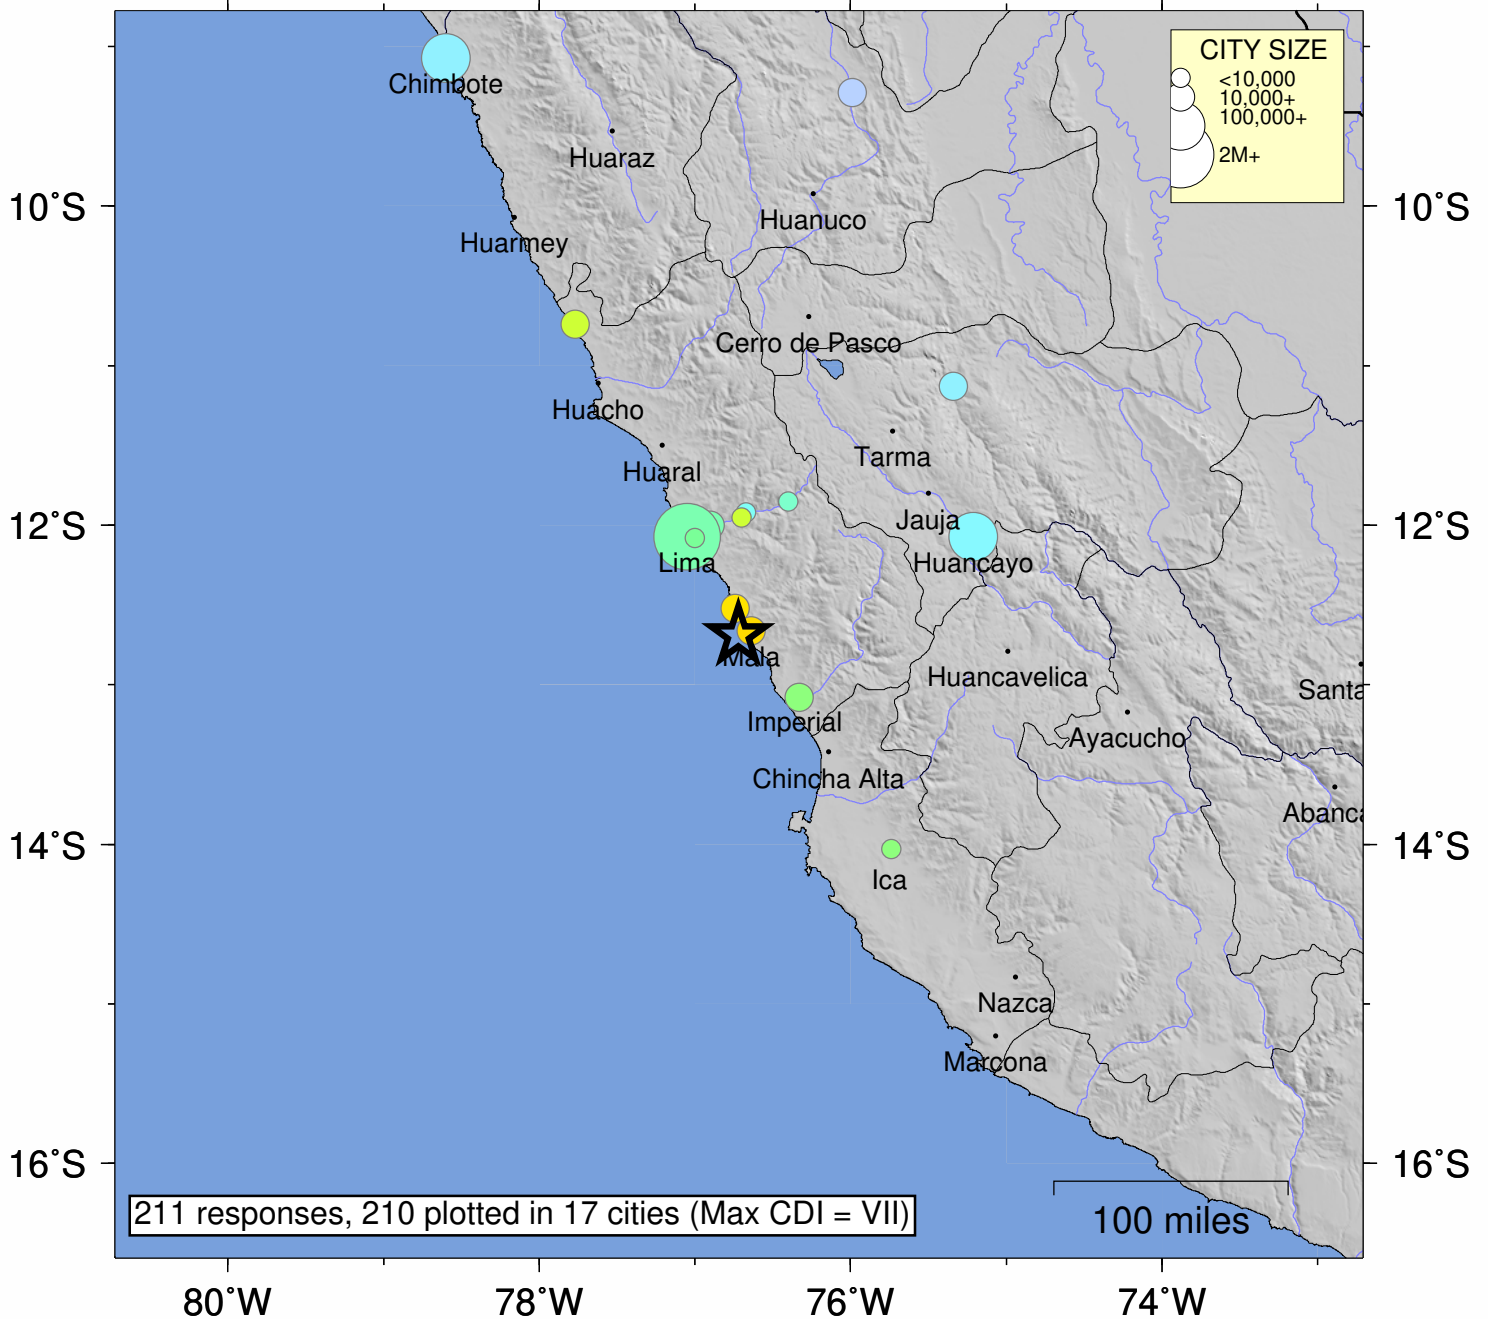 CITY SIZE
<10,000
10,000+
100,000+
2M+
Chimbote
Huaraz
10°S
10°S
Huanuco
Huarmey
Cerro de Pasco
Huacho
Tarma
Huaral
Jauja
12°S
12°S
Lima
Huancayo
Mala
Huancavelica
Santa
Imperial
Ayacucho
Chincha Alta
Abanca
14°S
14°S
Ica
Nazca
Marcona
16°S
16°S
211 responses, 210 plotted in 17 cities (Max CDI = VII)
100 miles
80°W
78°W
76°W
74°W